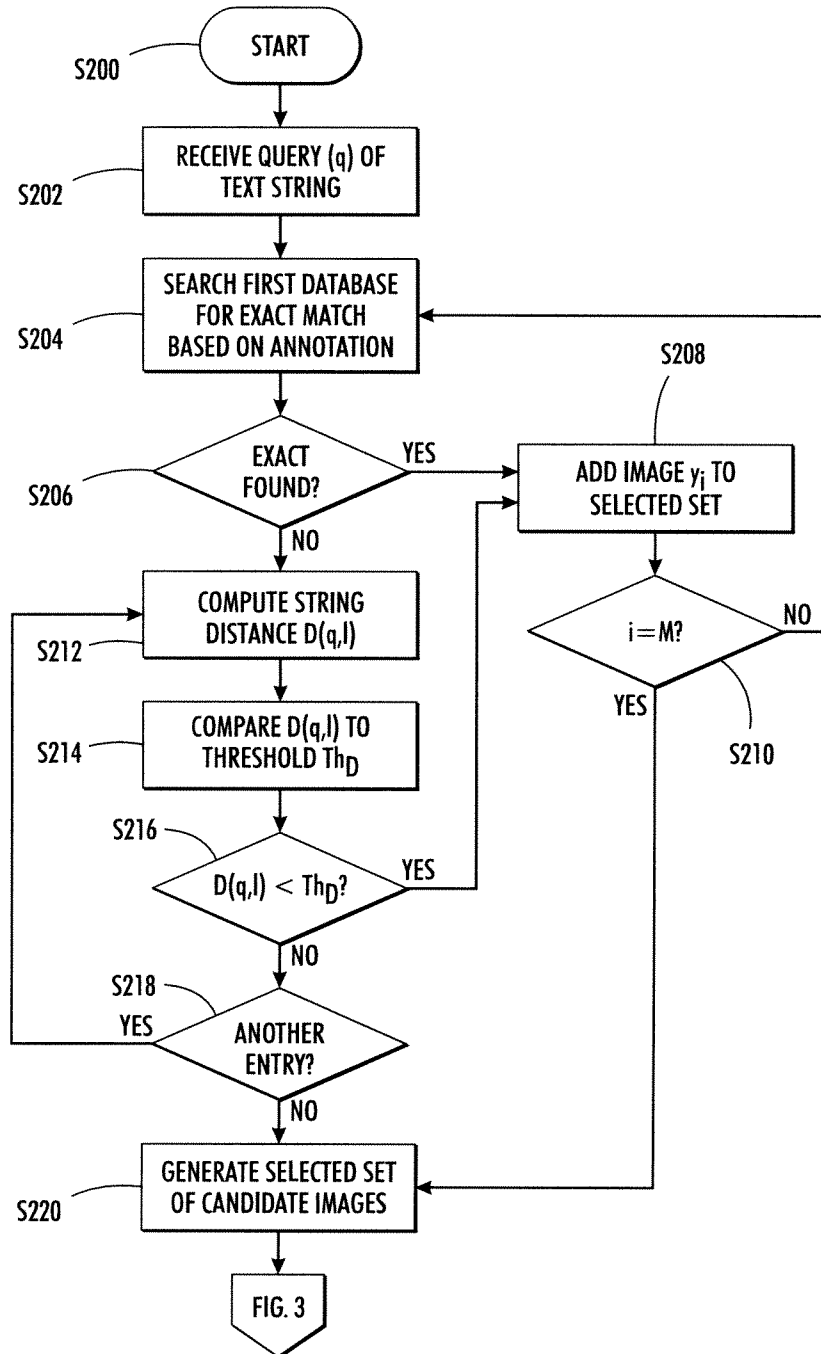 START
S200
RECEIVE QUERY (q) OF
TEXT STRING
S202
SEARCH FIRST DATABASE
FOR EXACT MATCH
BASED ON ANNOTATION
S204
S208
EXACT
FOUND?
YES
S206
NO
ADD IMAGE yi TO
SELECTED SET
COMPUTE STRING
DISTANCE D(q,l)
S212
i=M?
NO
YES
S210
COMPARE D(q,l) TO
THRESHOLD ThD
S214
S216
D(q,l) < ThD?
YES
NO
S218
YES
ANOTHER
ENTRY?
NO
GENERATE SELECTED SET
OF CANDIDATE IMAGES
S220
FIG. 3